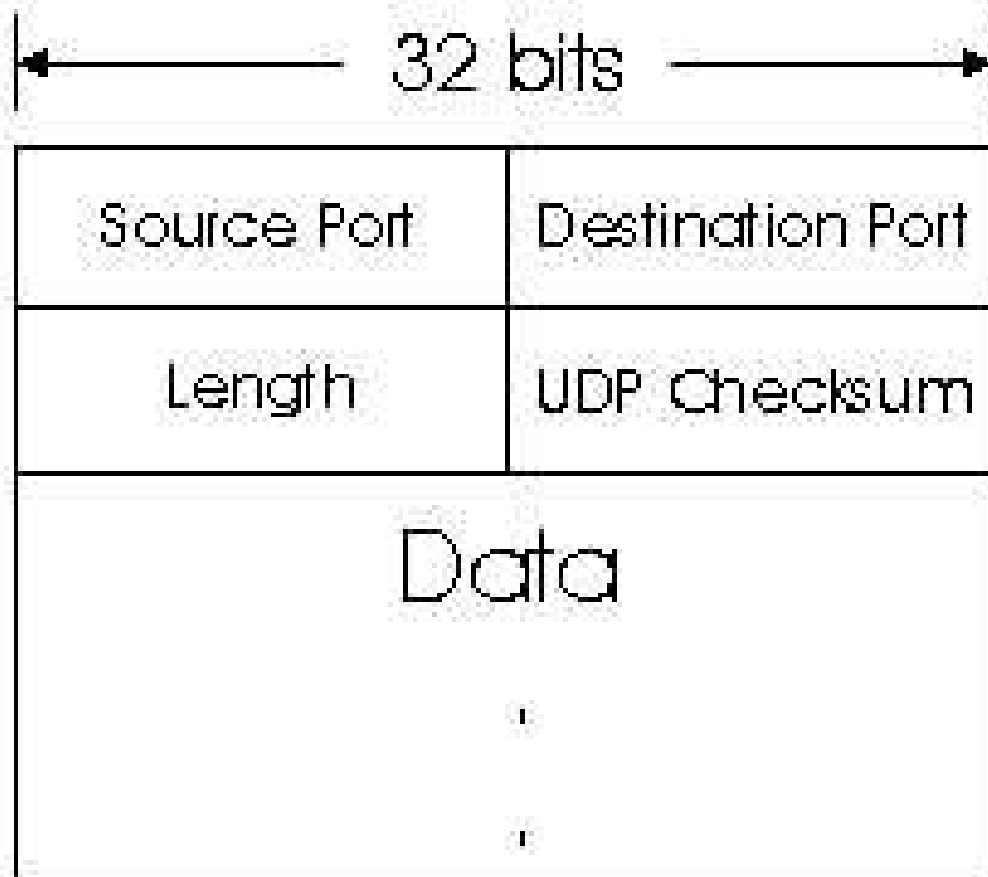 32 bits
Source Port
Destination Port
Length
UDP Checksum
Data